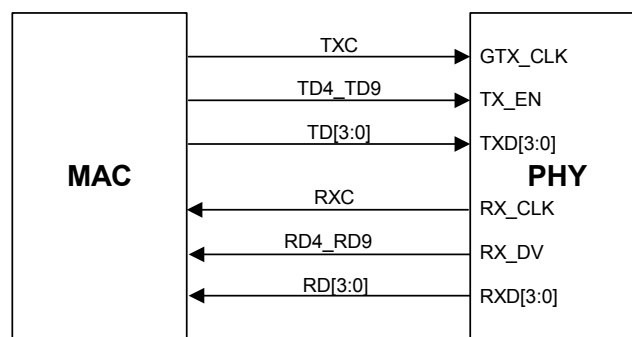 TXC
GTX_CLK
TD4_TD9
TX_EN
TD[3:0]
TXD[3:0]
MAC
PHY
RXC
RX_CLK
RD4_RD9
RX_DV
RD[3:0]
RXD[3:0]